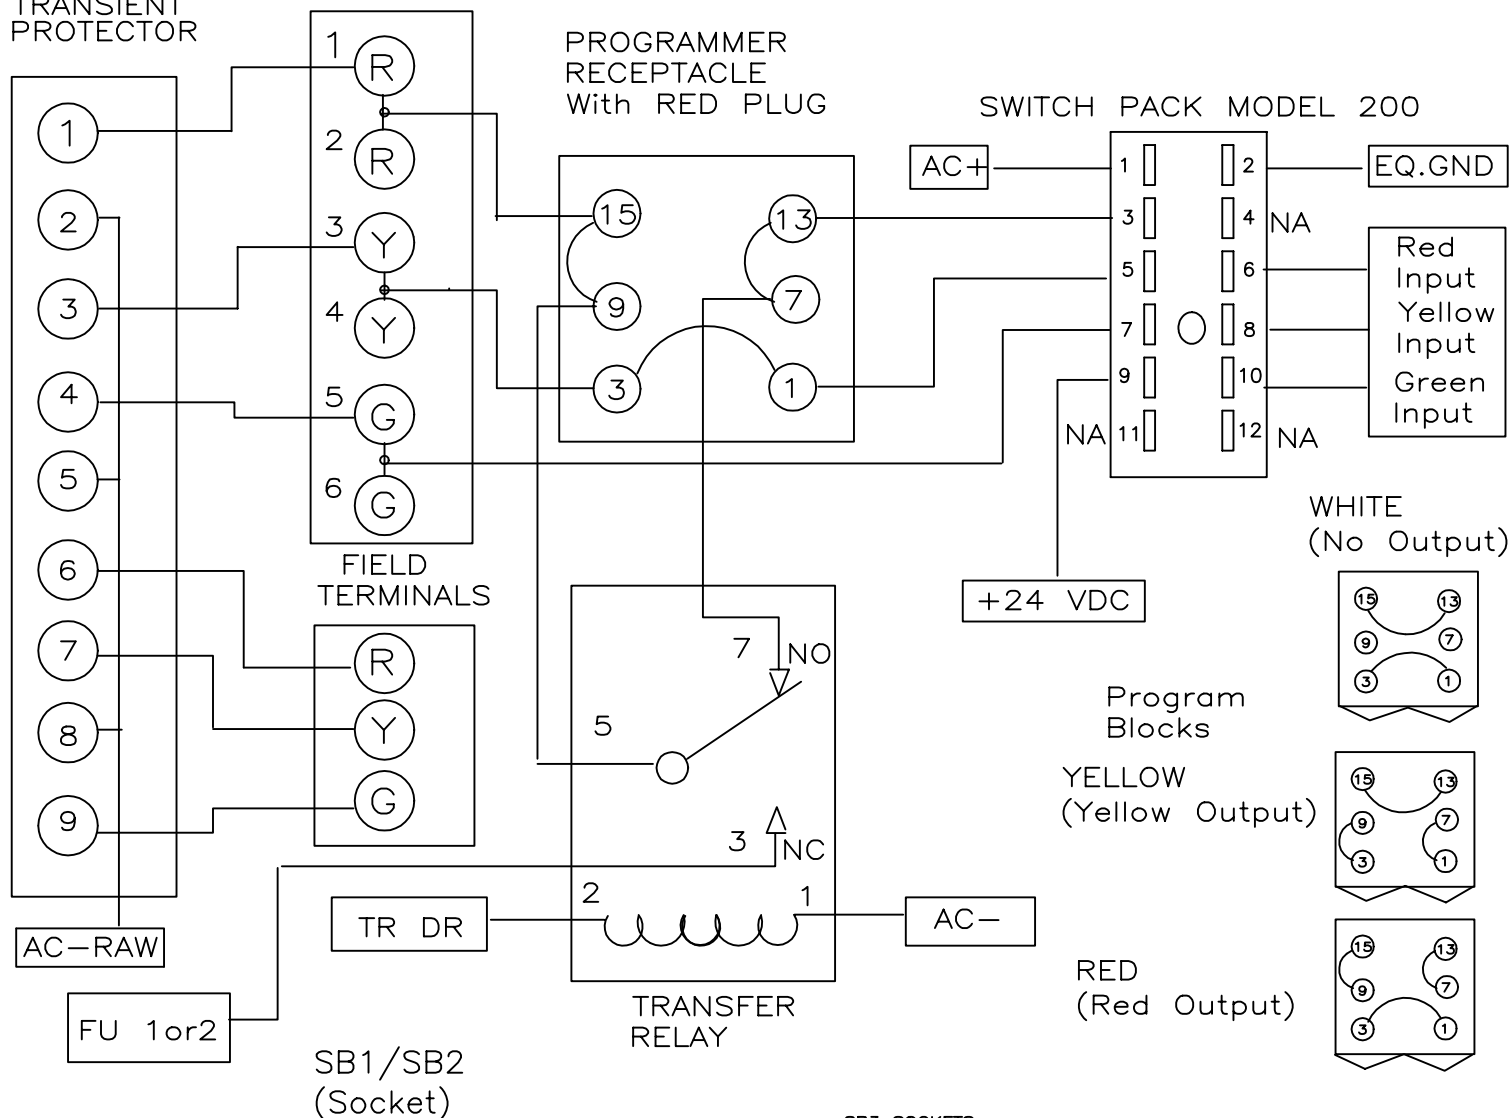 TRANSIENT
PROTECTOR
1
2
3
4
5
6
7
8
9
AC-RAW
FU 1or2
1 R
2 R
3 Y
4 Y
5 G
6 G
FIELD
TERMINALS
R
Y
G
TR DR
SB1/SB2
(Socket)
PROGRAMMER
RECEPTACLE
With RED PLUG
15 13
9 7
3 1
7 NO
5
3 NC
2 1
TRANSFER
RELAY
AC-
SWITCH PACK MODEL 200
AC+
1 2
EQ.GND
3 4 NA
5 6
7 8
9 10
NA 11 12 NA
Red
Input
Yellow
Input
Green
Input
+24 VDC
WHITE
(No Output)
15 13
9 7
3 1
Program
Blocks
YELLOW
(Yellow Output)
15 13
9 7
3 1
RED
(Red Output)
15 13
9 7
3 1